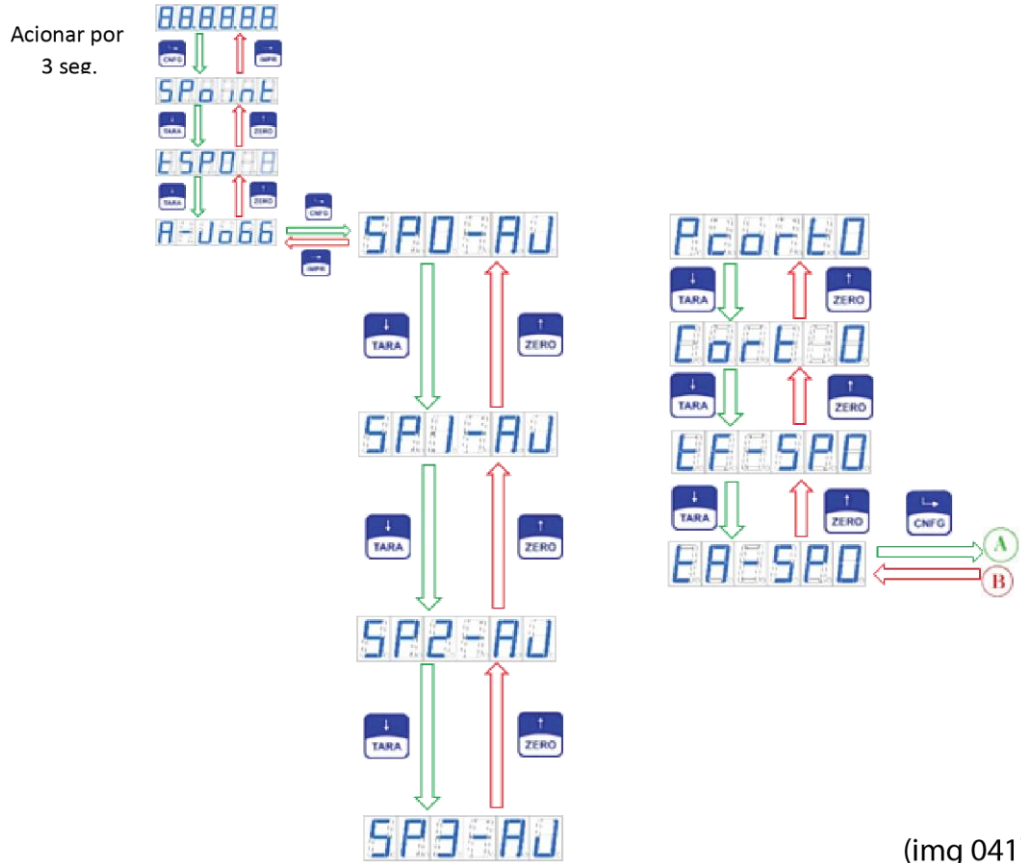 Acionar por
3 seg.
8.8.8.8.8.8.
CNFG
IMPR
SPoint
TARA
ZERO
tSP0
TARA
ZERO
A-Jo66
CNFG
IMPR
SP0-AJ
TARA
ZERO
SP1-AJ
TARA
ZERO
SP2-AJ
TARA
ZERO
SP3-AJ
Pcort0
TARA
ZERO
Cort 0
TARA
ZERO
tF-SP0
TARA
ZERO
CNFG
tA-SP0
A
B
(img 041